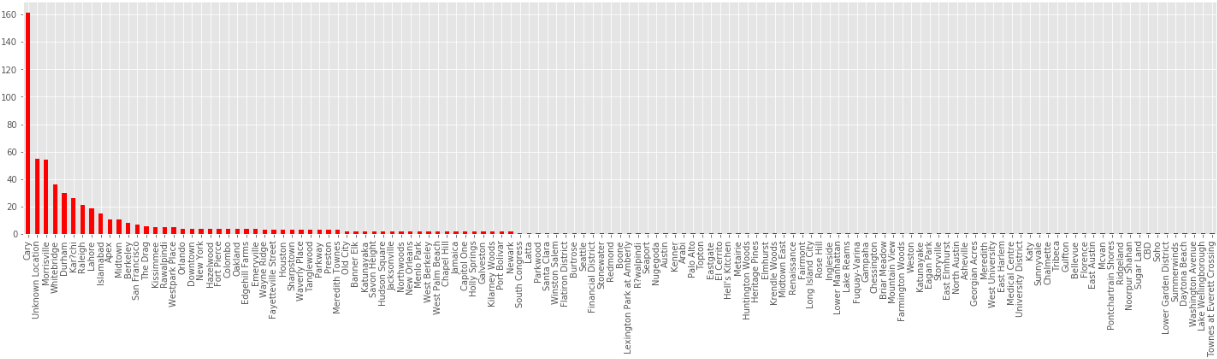 160
140
120
100
80
60
40
20
0
Cary
Unknown Location
Morrisville
Whitebridge
Durham
Karachi
Raleigh
Lahore
Islamabad
Apex
Midtown
Berkeley
San Francisco
The Drag
Kissimmee
Rawalpindi
Westpark Place
Orlando
Downtown
New York
Hazelwood
Fort Pierce
Colombo
Oakland
Edgehill Farms
Emeryville
Wayne Ridge
Fayetteville Street
Houston
Sharpstown
Waverly Place
Tanglewood
Parkway
Preston
Meredith Townes
Old City
Banner Elk
Katuyaka
Savon Height
Hudson Square
Jacksonville
Northwoods
New Orleans
Menlo Park
West Berkeley
West Palm Beach
Chapel Hill
Jamaica
Capitol One
Holly Springs
Galveston
Kilarney Woods
Port Bolivar
Newark
South Congress
Latta
Parkwood
Santa Clara
Winston Salem
Flatiron District
Burtrose
Seattle
Financial District
Stonewater
Redmond
Boone
Lexington Park at Amberly
R?walpindi
Seaport
Nugegoda
Austin
Kenner
Arabi
Palo Alto
Topton
Eastgate
El Cerrito
Hell's Kitchen
Metairie
Huntington Woods
Heritage Pines
Elmhurst
Krendle Woods
Midtown East
Renaissance
Fairmont
Long Island City
Rose Hill
Ingleside
Lower Manhattan
Lake Reams
Fuquay-Varina
Gampaha
Chessington
Briar Meadow
Mountain View
Farmington Woods
Weston
Katunayake
Eagan Park
East Elmhurst
Storyville
North Austin
Asheville
Georgian Acres
Meredith
West University
East Harlem
Medical Centre
University District
Katy
Sunnyvale
Chalmette
Tribeca
Gulfton
Bellevue
Florence
East Austin
Mcvan
Pontchartrain Shores
Ridgeland
Noorpur Shahan
Sugar Land
CBD
Soho
Lower Garden District
Summerwinds
Daytona Beach
Washington Avenue
Lake Wellingborough
Townes at Everett Crossing